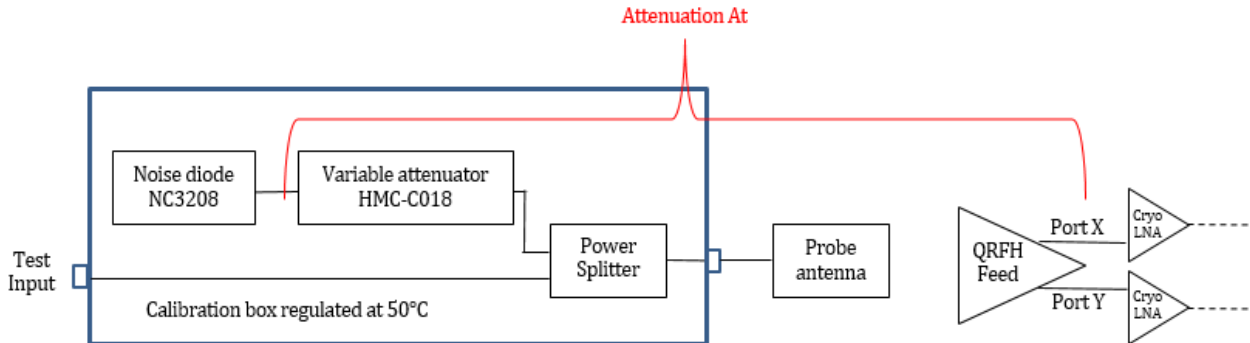 Attenuation At
Noise diode
NC3208
Variable attenuator
HMC-C018
Test
Input
Power
Splitter
Calibration box regulated at 50°C
Probe
antenna
QRFH
Feed
Port X
Port Y
Cryo
LNA
Cryo
LNA